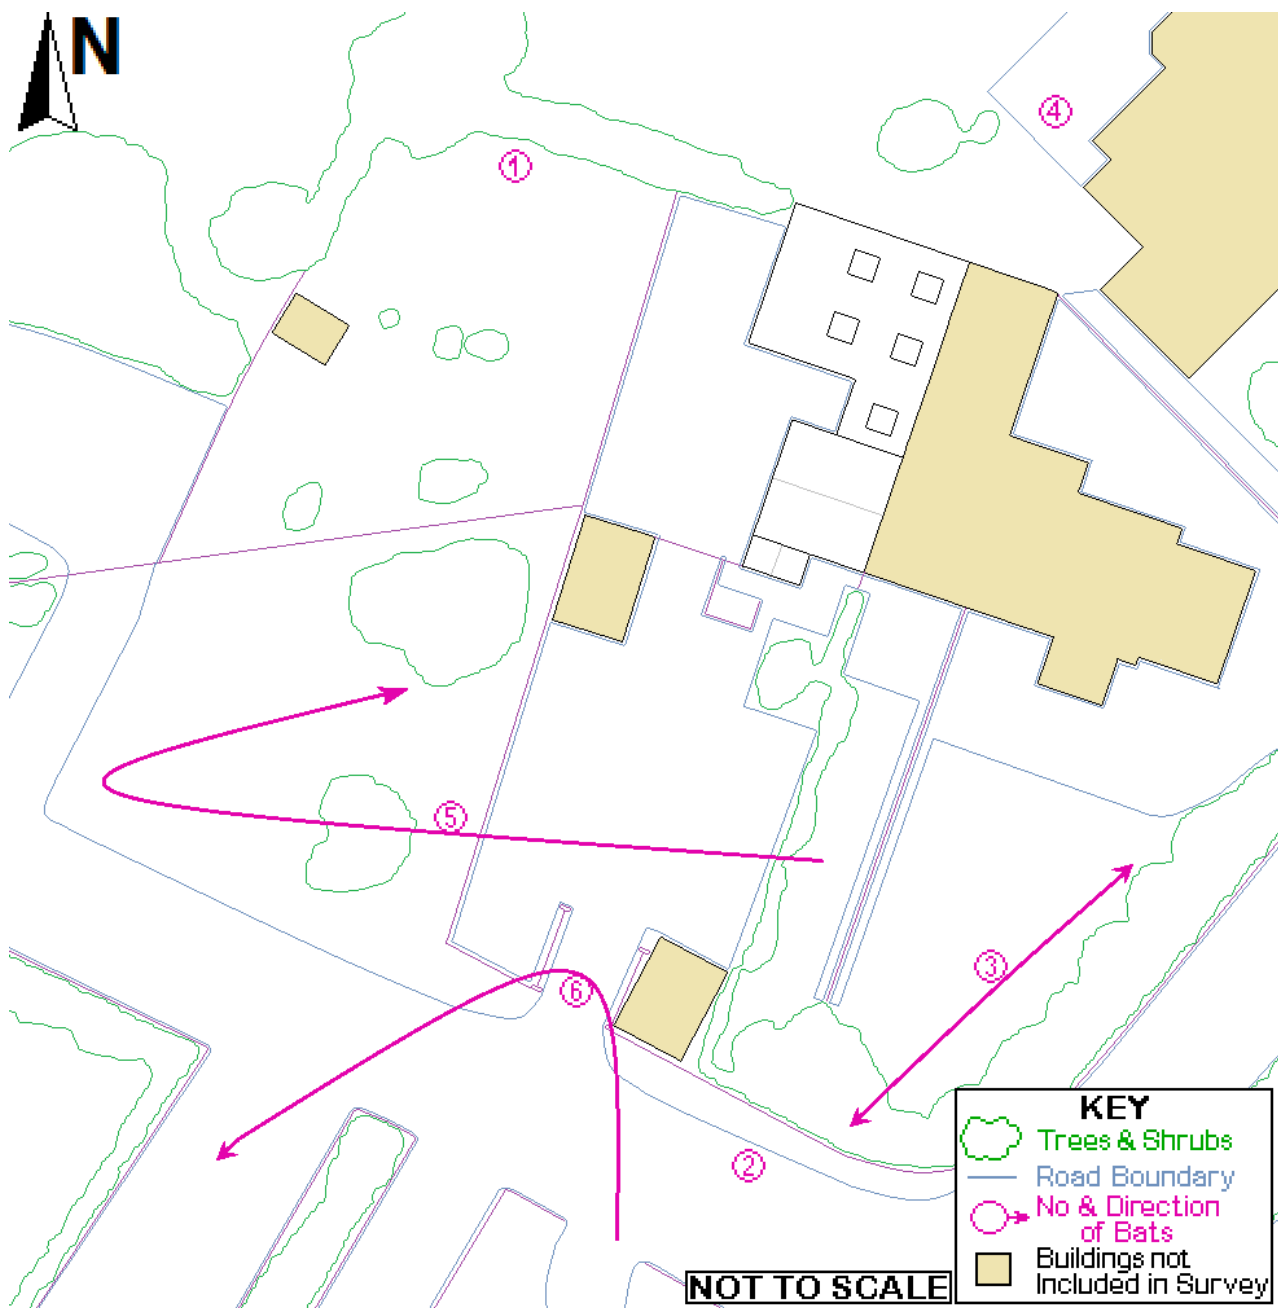 N
4
1
5
3
6
2
KEY
Trees & Shrubs
Road Boundary
No & Direction
of Bats
Buildings not
Included in Survey
NOT TO SCALE